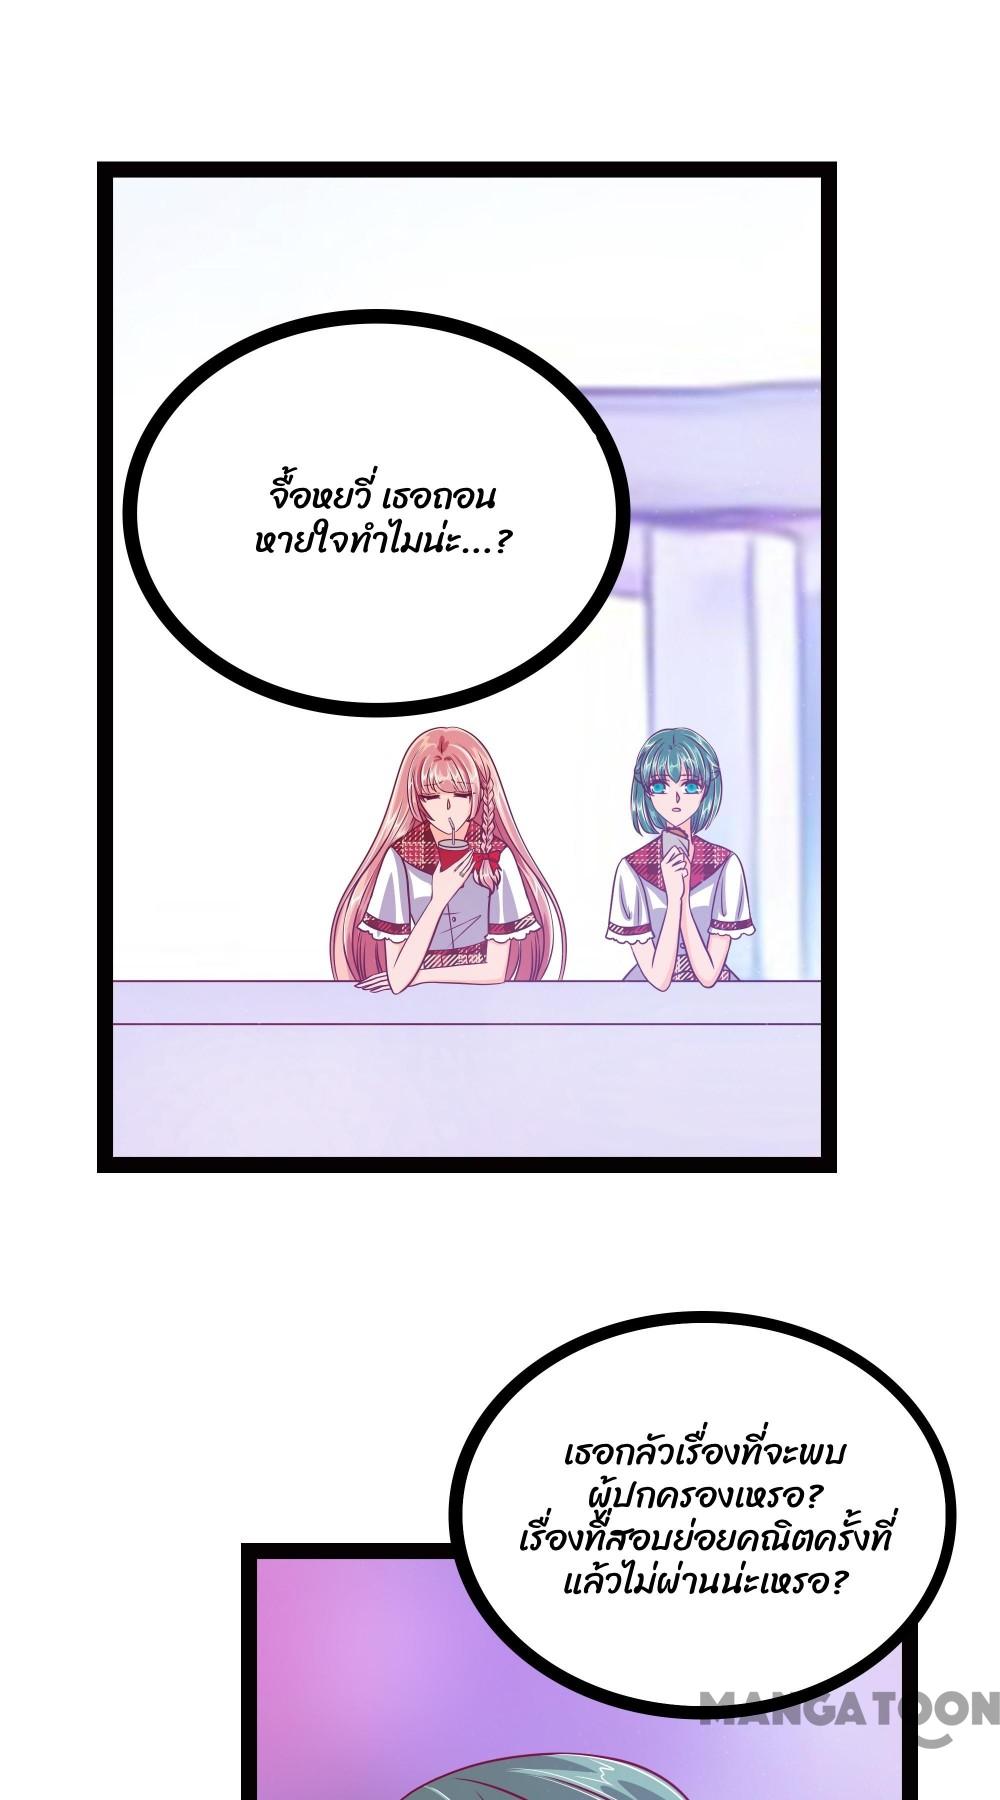 จื้อหยวี่ เธอถอน
หายใจทำไมน่ะ...?
เธอกลัวเรื่องที่จะพบ
ผู้ปกครองเหรอ?
เรื่องที่สอบย่อยคณิตครั้งที่
แล้วไม่ผ่านน่ะเหรอ?
MANGATOON